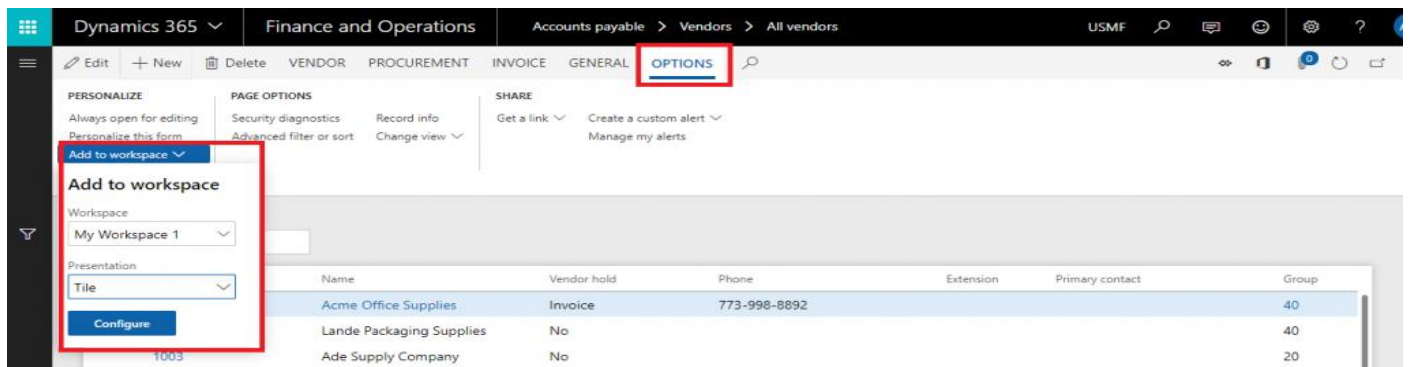 Dynamics 365 Finance and Operations Accounts payable > Vendors > All vendors USMF ?
Edit + New Delete VENDOR PROCUREMENT INVOICE GENERAL OPTIONS 0
PERSONALIZE PAGE OPTIONS SHARE
Always open for editing Security diagnostics Record info Get a link Create a custom alert
Personalize this form Advanced filter or sort Change view Manage my alerts
Add to workspace
Add to workspace
Workspace
My Workspace 1
Presentation
Tile
Configure
Name Vendor hold Phone Extension Primary contact Group
Acme Office Supplies Invoice 773-998-8892 40
Lande Packaging Supplies No 40
1003 Ade Supply Company No 20